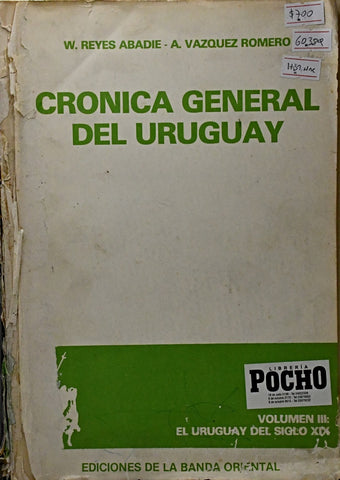 $700
W. REYES ABADIE - A. VAZQUEZ ROMERO
CRONICA GENERAL
DEL URUGUAY
LIBRERÍA
POCHO
VOLUMEN III:
EL URUGUAY DEL SIGLO XIX
EDICIONES DE LA BANDA ORIENTAL